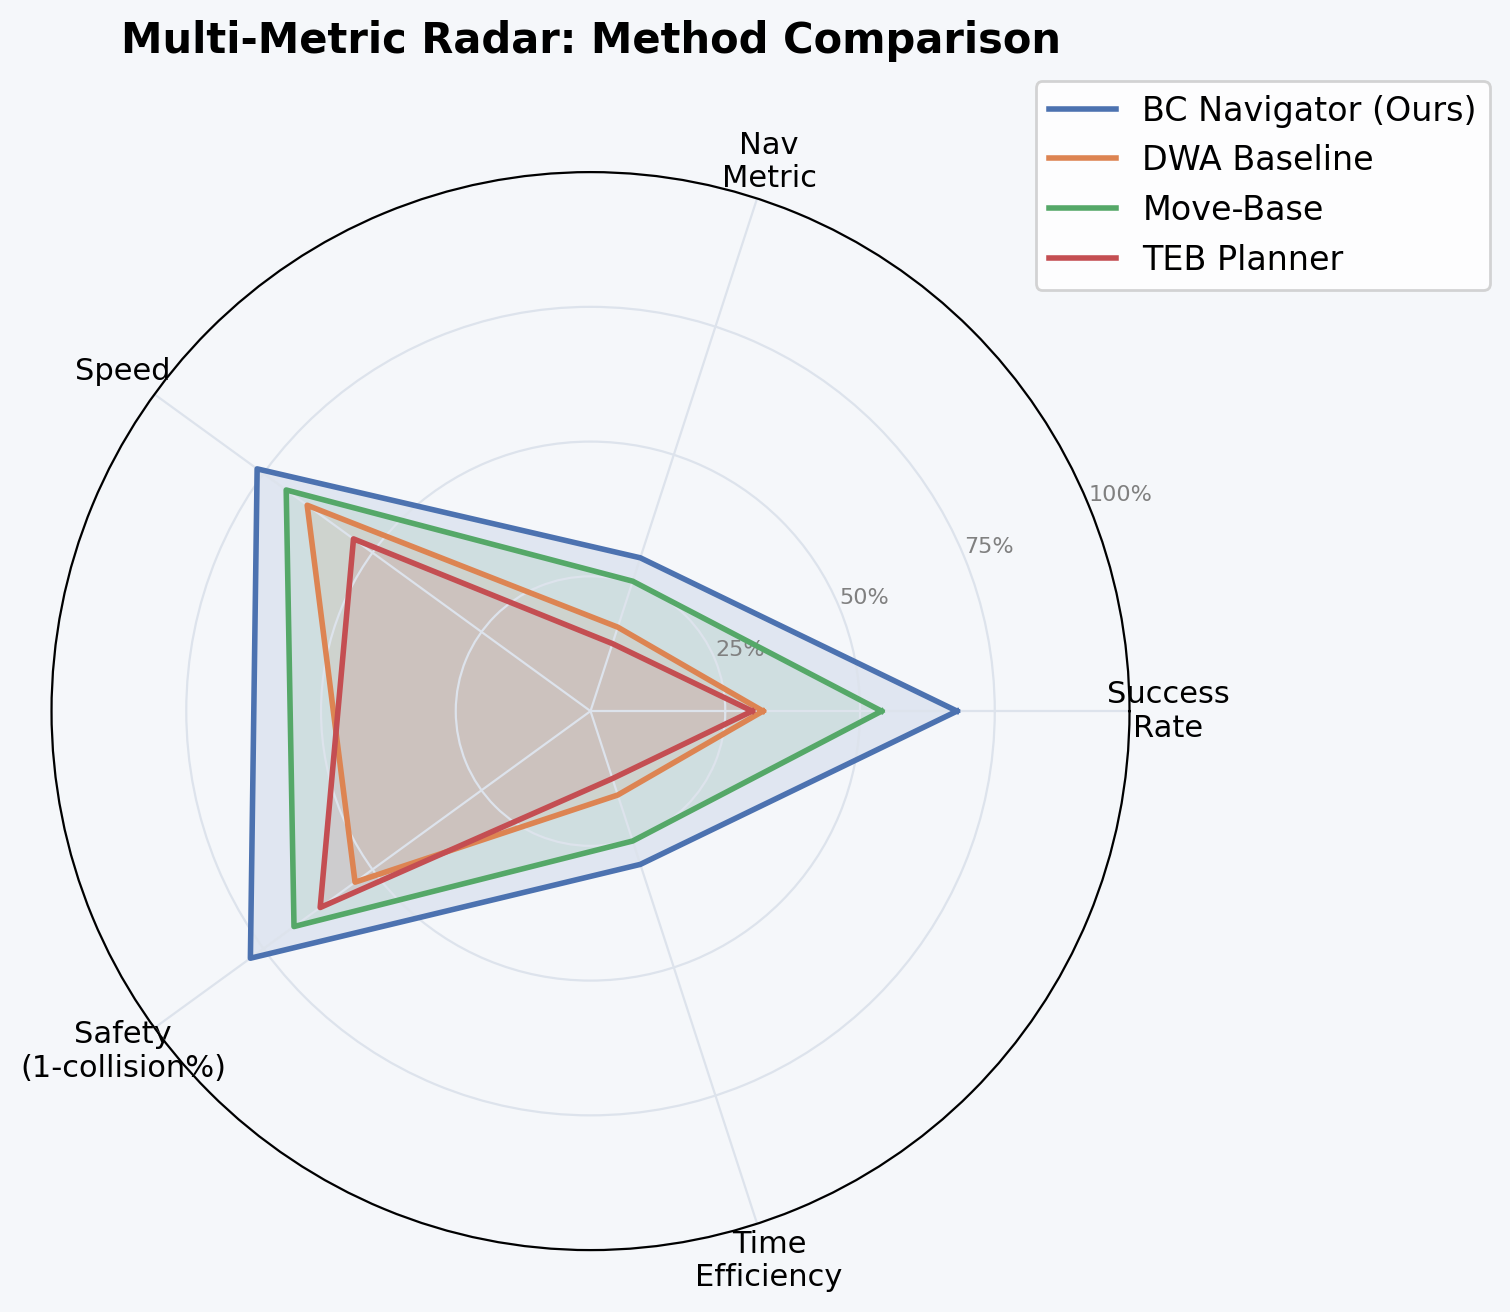 Multi-Metric Radar: Method Comparison
BC Navigator (Ours)
DWA Baseline
Move-Base
TEB Planner
Nav
Metric
Speed
100%
75%
50%
25%
Success
Rate
Safety
(1-collision%)
Time
Efficiency